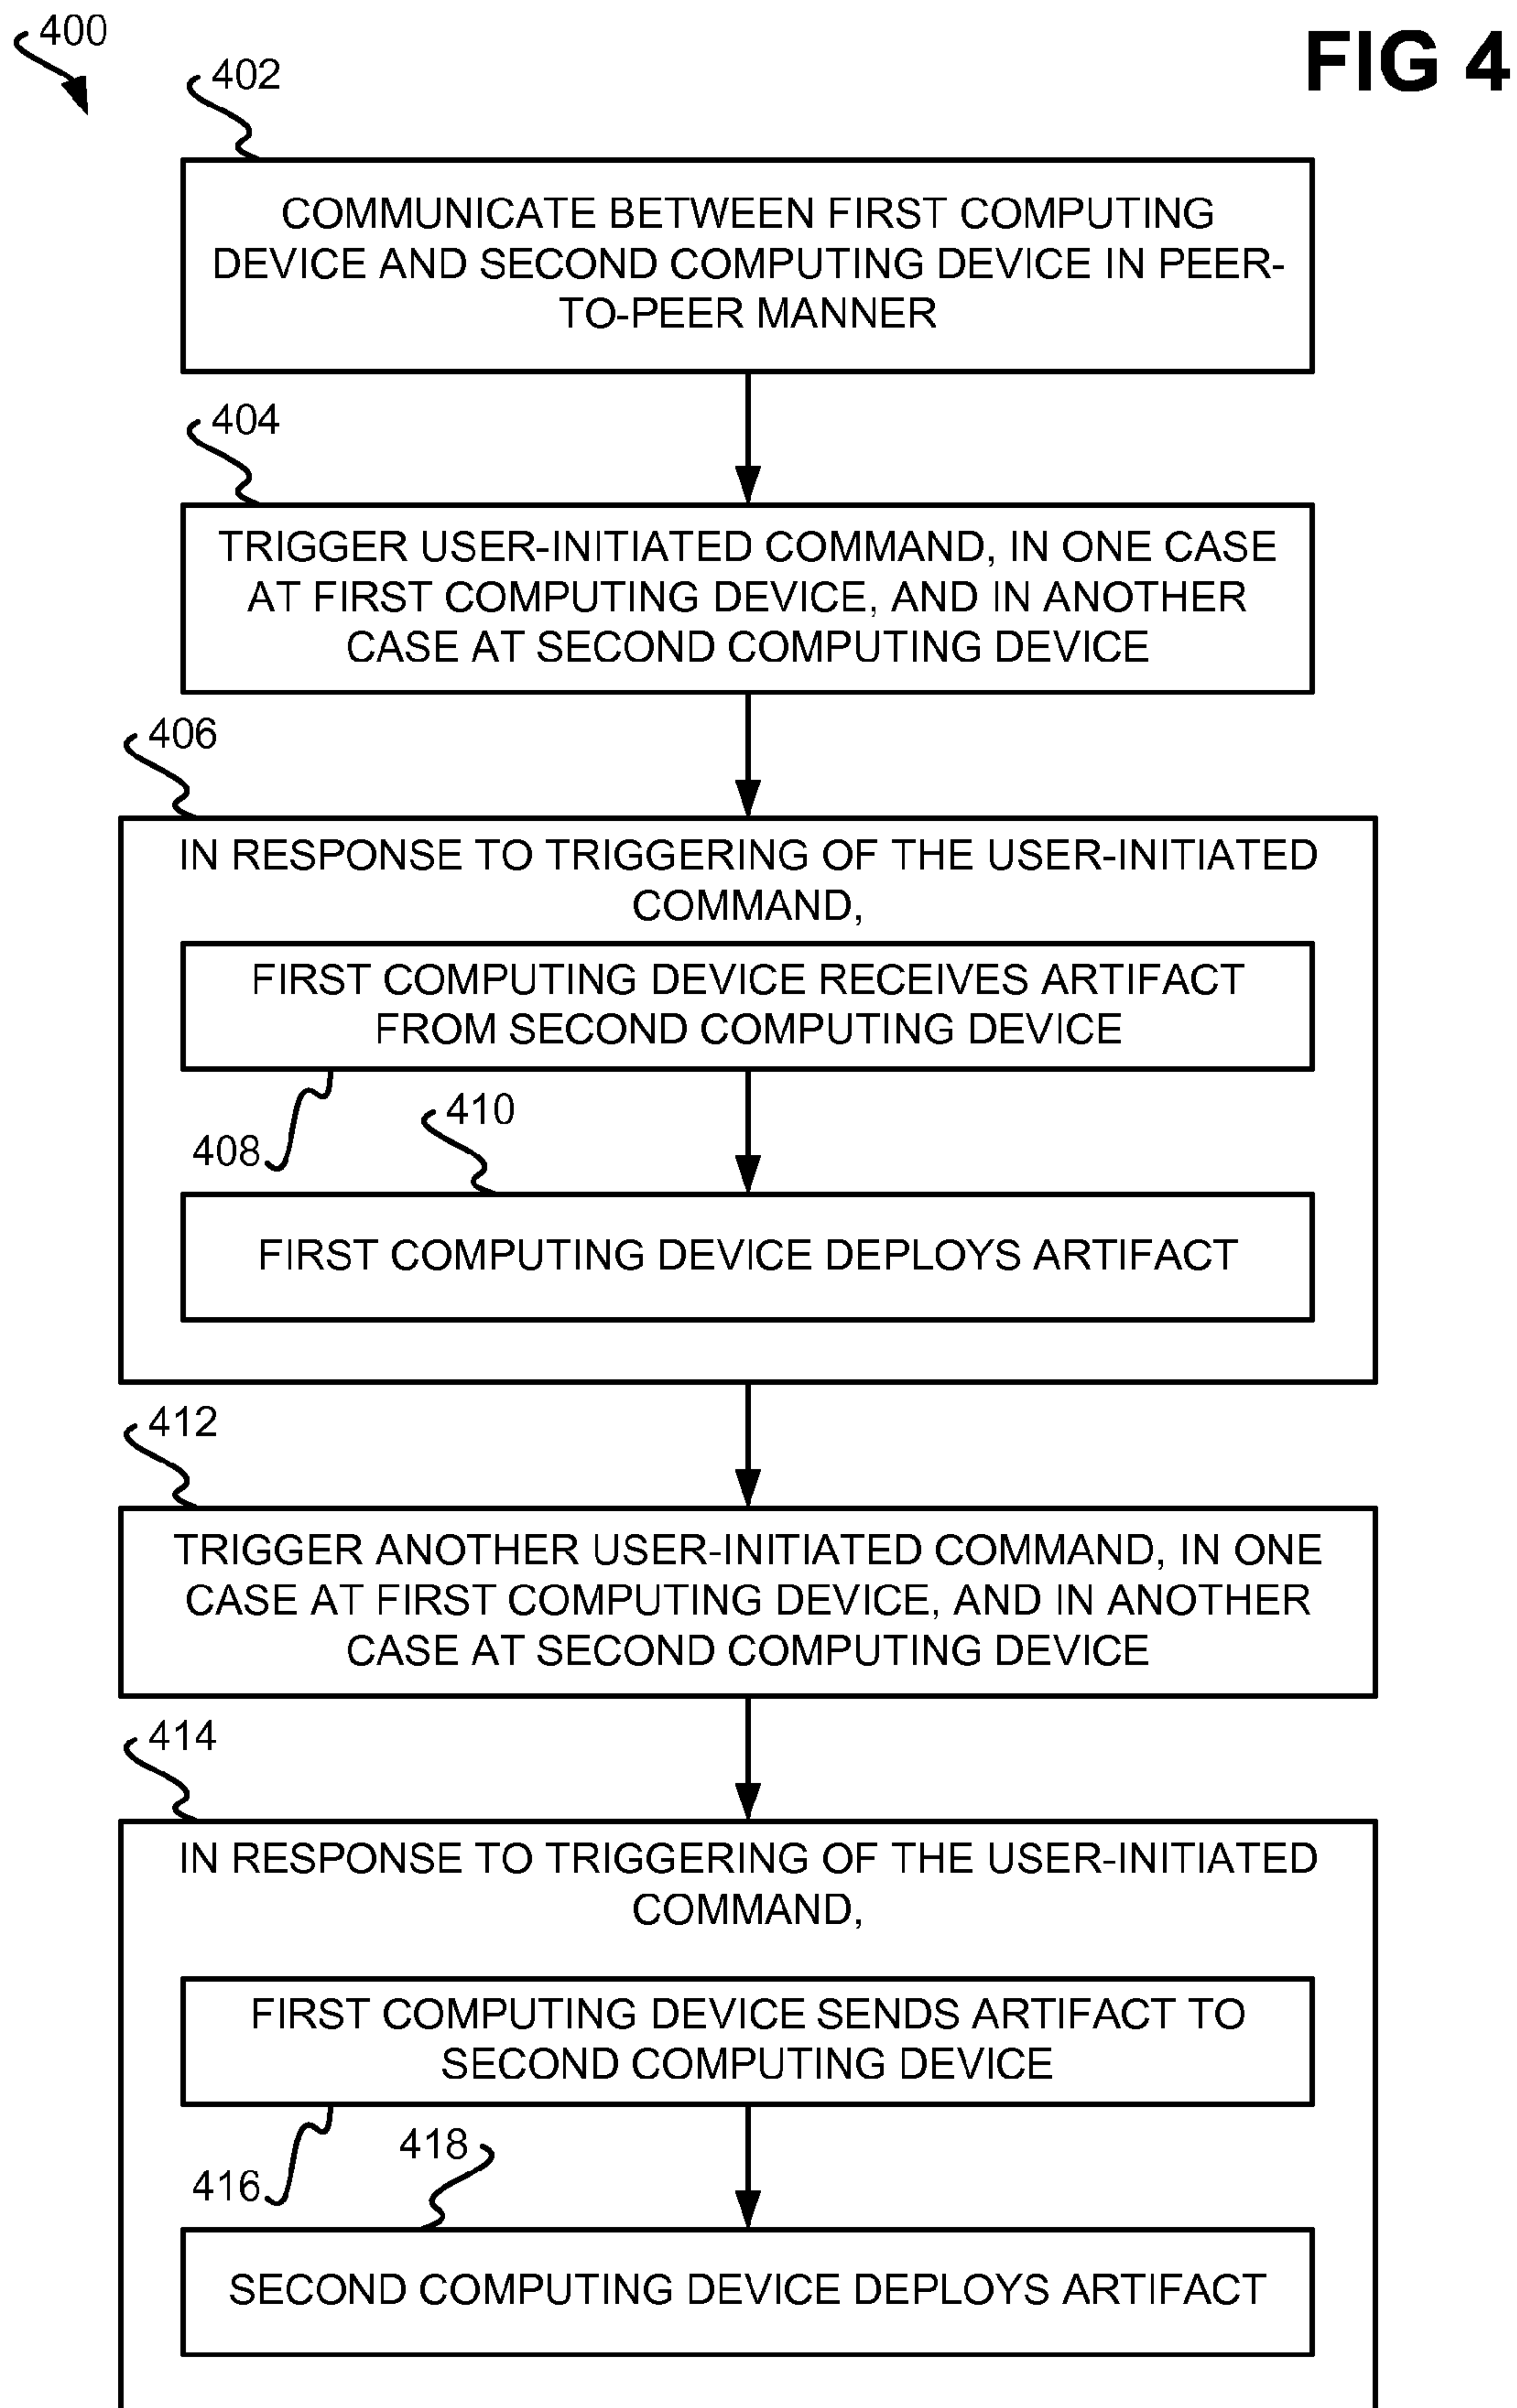 400
FIG 4
402
COMMUNICATE BETWEEN FIRST COMPUTING
DEVICE AND SECOND COMPUTING DEVICE IN PEER-
TO-PEER MANNER
404
TRIGGER USER-INITIATED COMMAND, IN ONE CASE
AT FIRST COMPUTING DEVICE, AND IN ANOTHER
CASE AT SECOND COMPUTING DEVICE
406
IN RESPONSE TO TRIGGERING OF THE USER-INITIATED
COMMAND,
FIRST COMPUTING DEVICE RECEIVES ARTIFACT
FROM SECOND COMPUTING DEVICE
408
410
FIRST COMPUTING DEVICE DEPLOYS ARTIFACT
412
TRIGGER ANOTHER USER-INITIATED COMMAND, IN ONE
CASE AT FIRST COMPUTING DEVICE, AND IN ANOTHER
CASE AT SECOND COMPUTING DEVICE
414
IN RESPONSE TO TRIGGERING OF THE USER-INITIATED
COMMAND,
FIRST COMPUTING DEVICE SENDS ARTIFACT TO
SECOND COMPUTING DEVICE
416
418
SECOND COMPUTING DEVICE DEPLOYS ARTIFACT